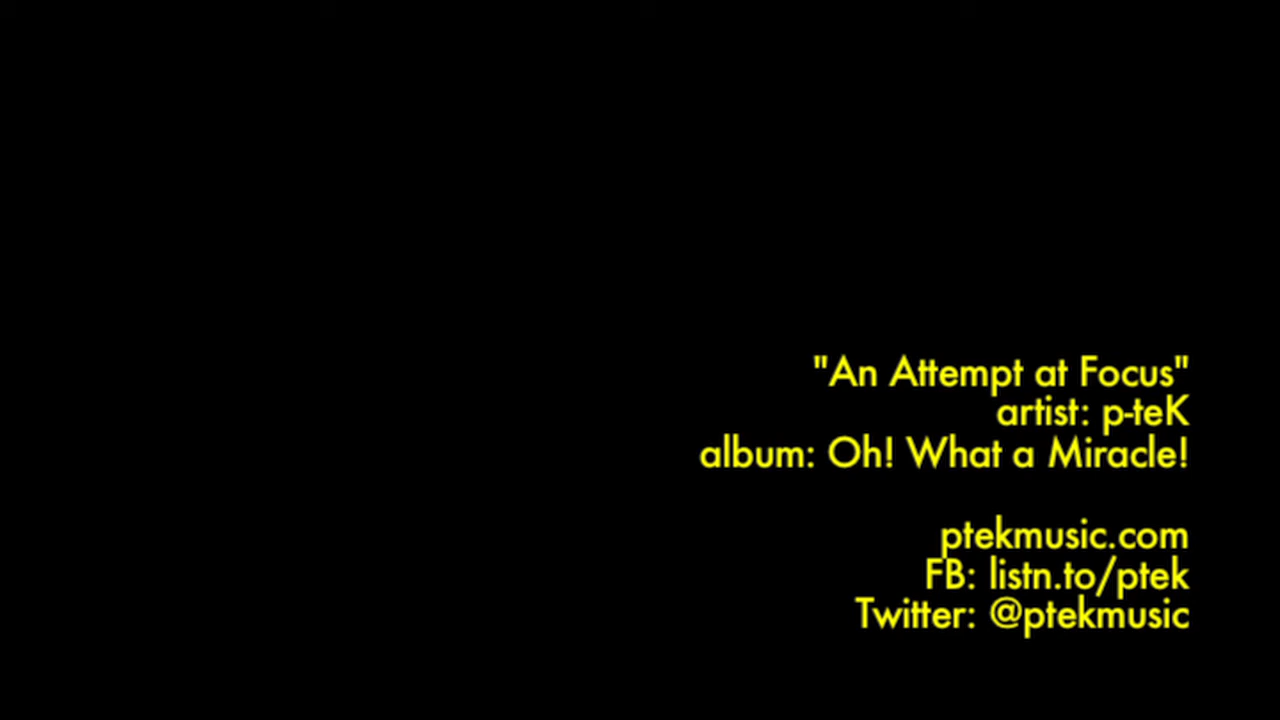 "An Attempt at Focus"
artist: p-teK
album: Oh! What a Miracle!
ptekmusic.com
FB: listn.to/ptek
Twitter: @ptekmusic